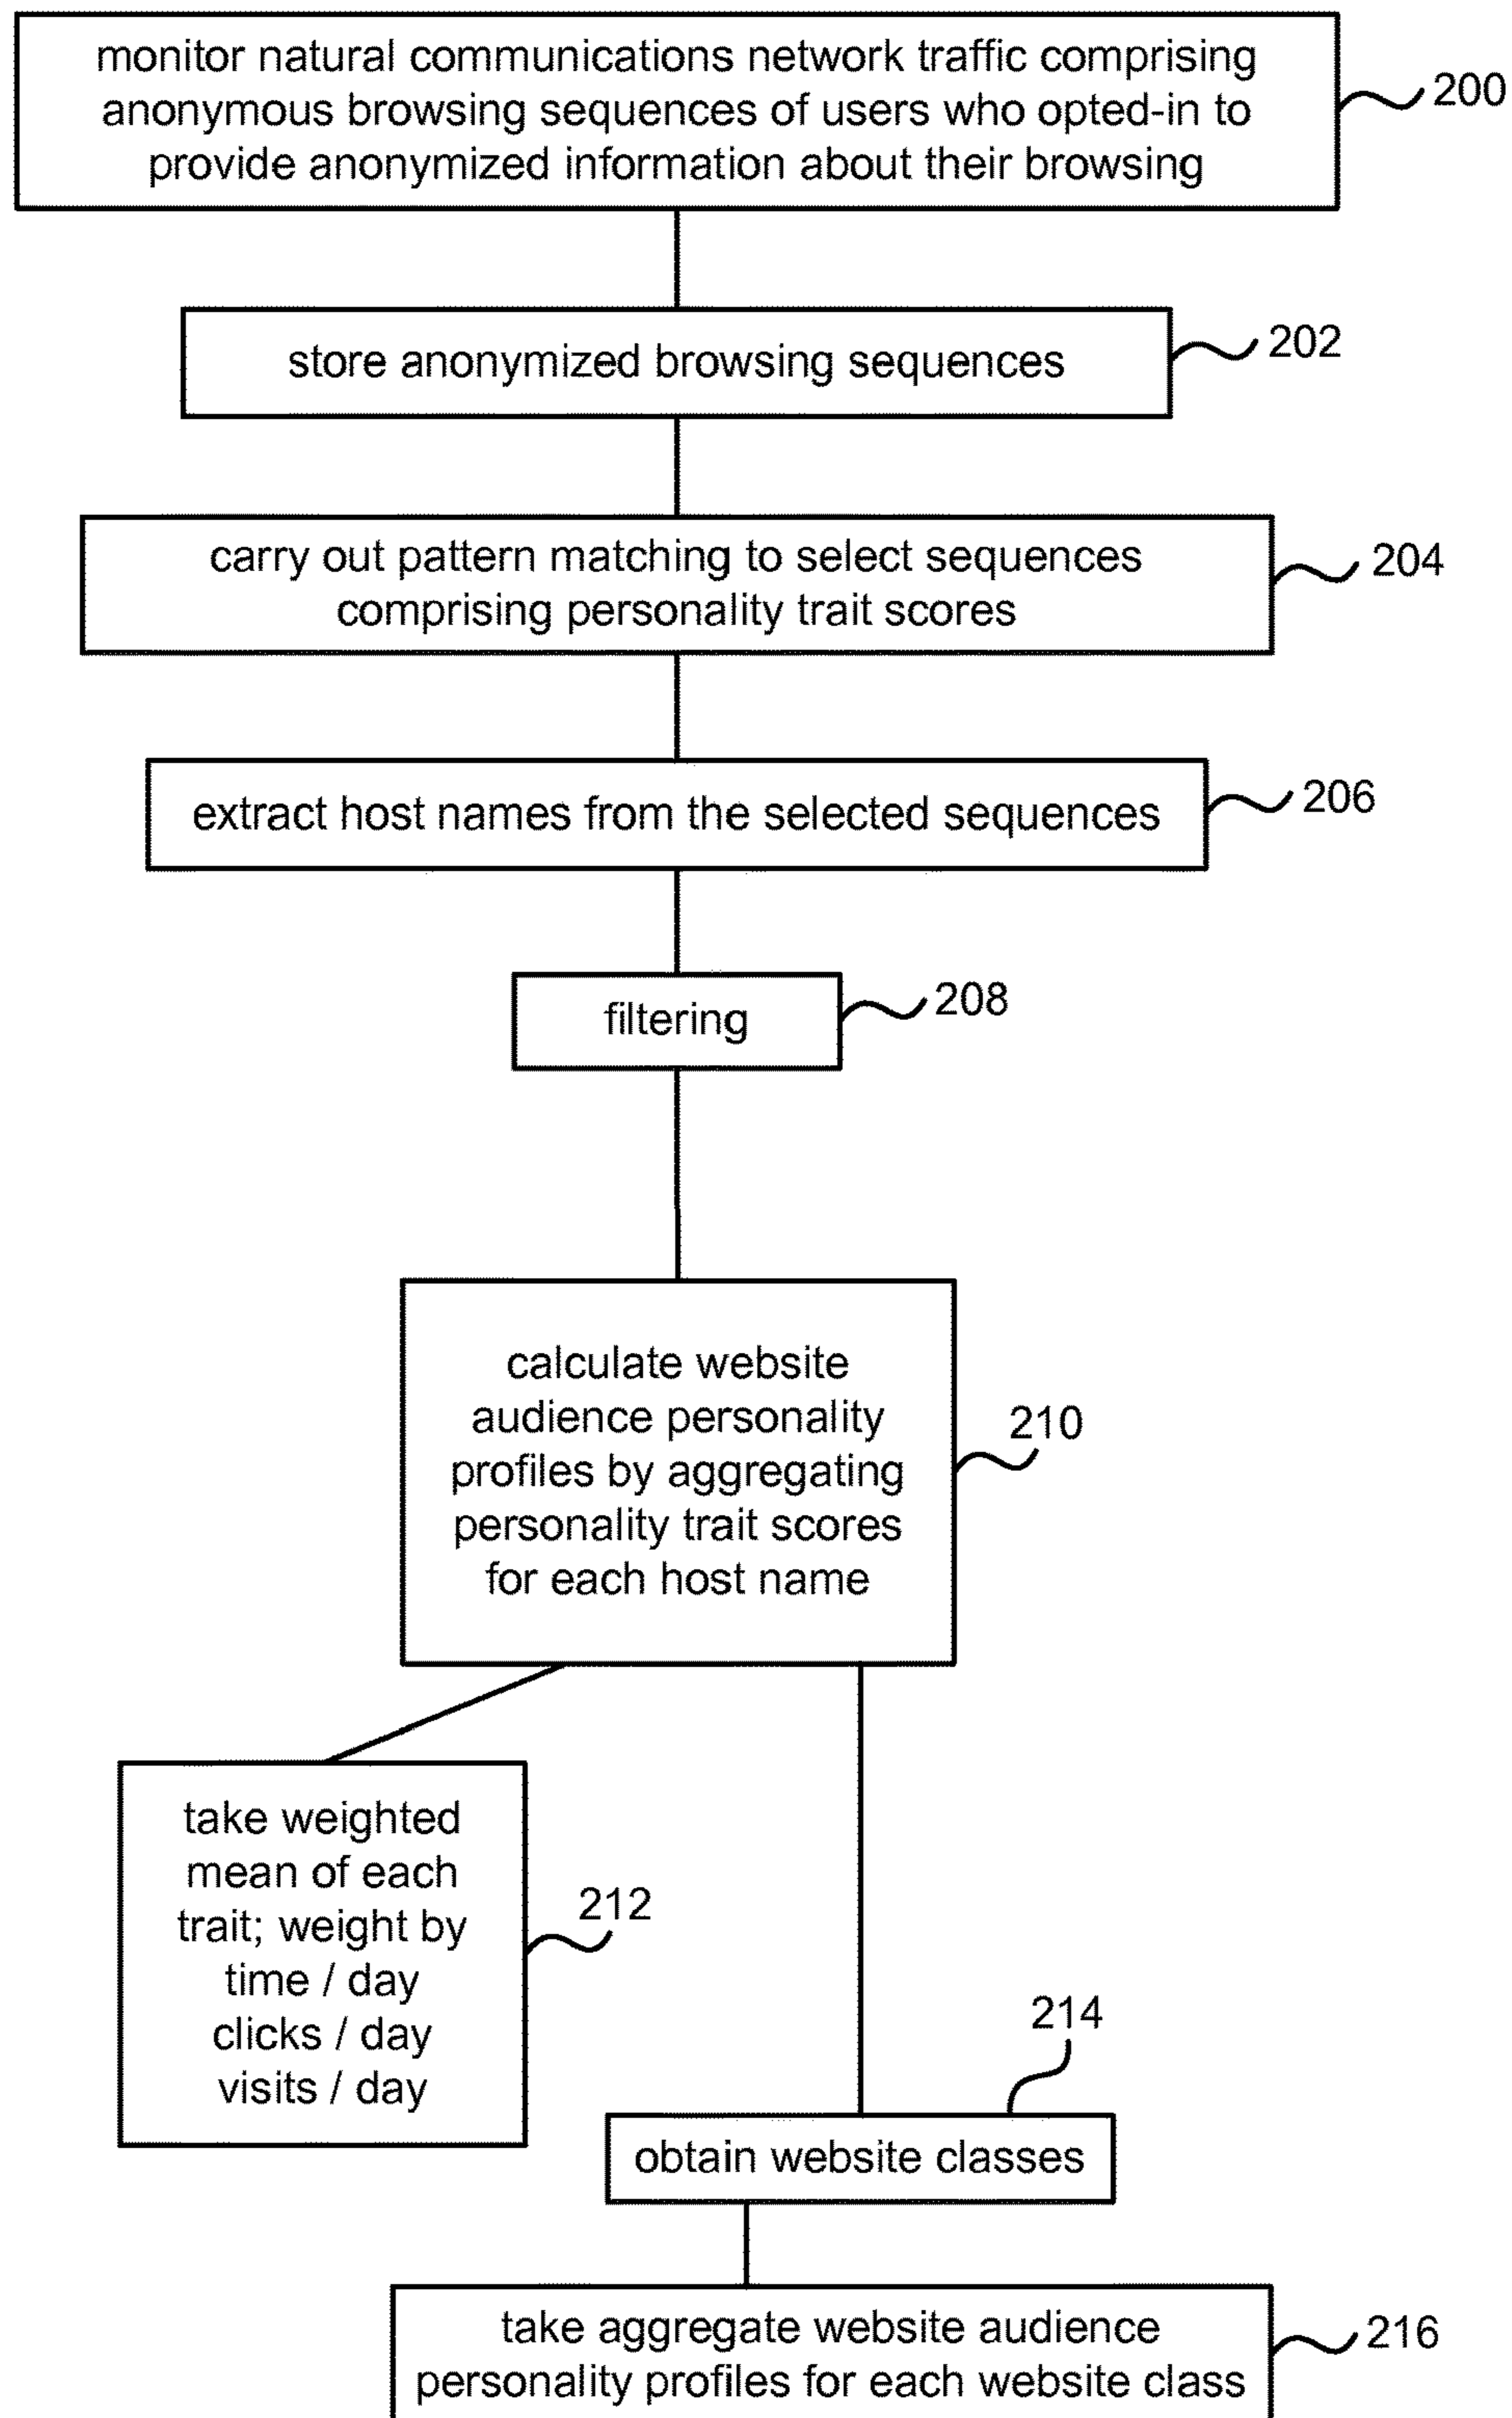 monitor natural communications network traffic comprising
anonymous browsing sequences of users who opted-in to
provide anonymized information about their browsing
200
store anonymized browsing sequences
202
carry out pattern matching to select sequences
comprising personality trait scores
204
extract host names from the selected sequences
206
filtering
208
calculate website
audience personality
profiles by aggregating
personality trait scores
for each host name
210
take weighted
mean of each
trait; weight by
time / day
clicks / day
visits / day
212
214
obtain website classes
take aggregate website audience
personality profiles for each website class
216